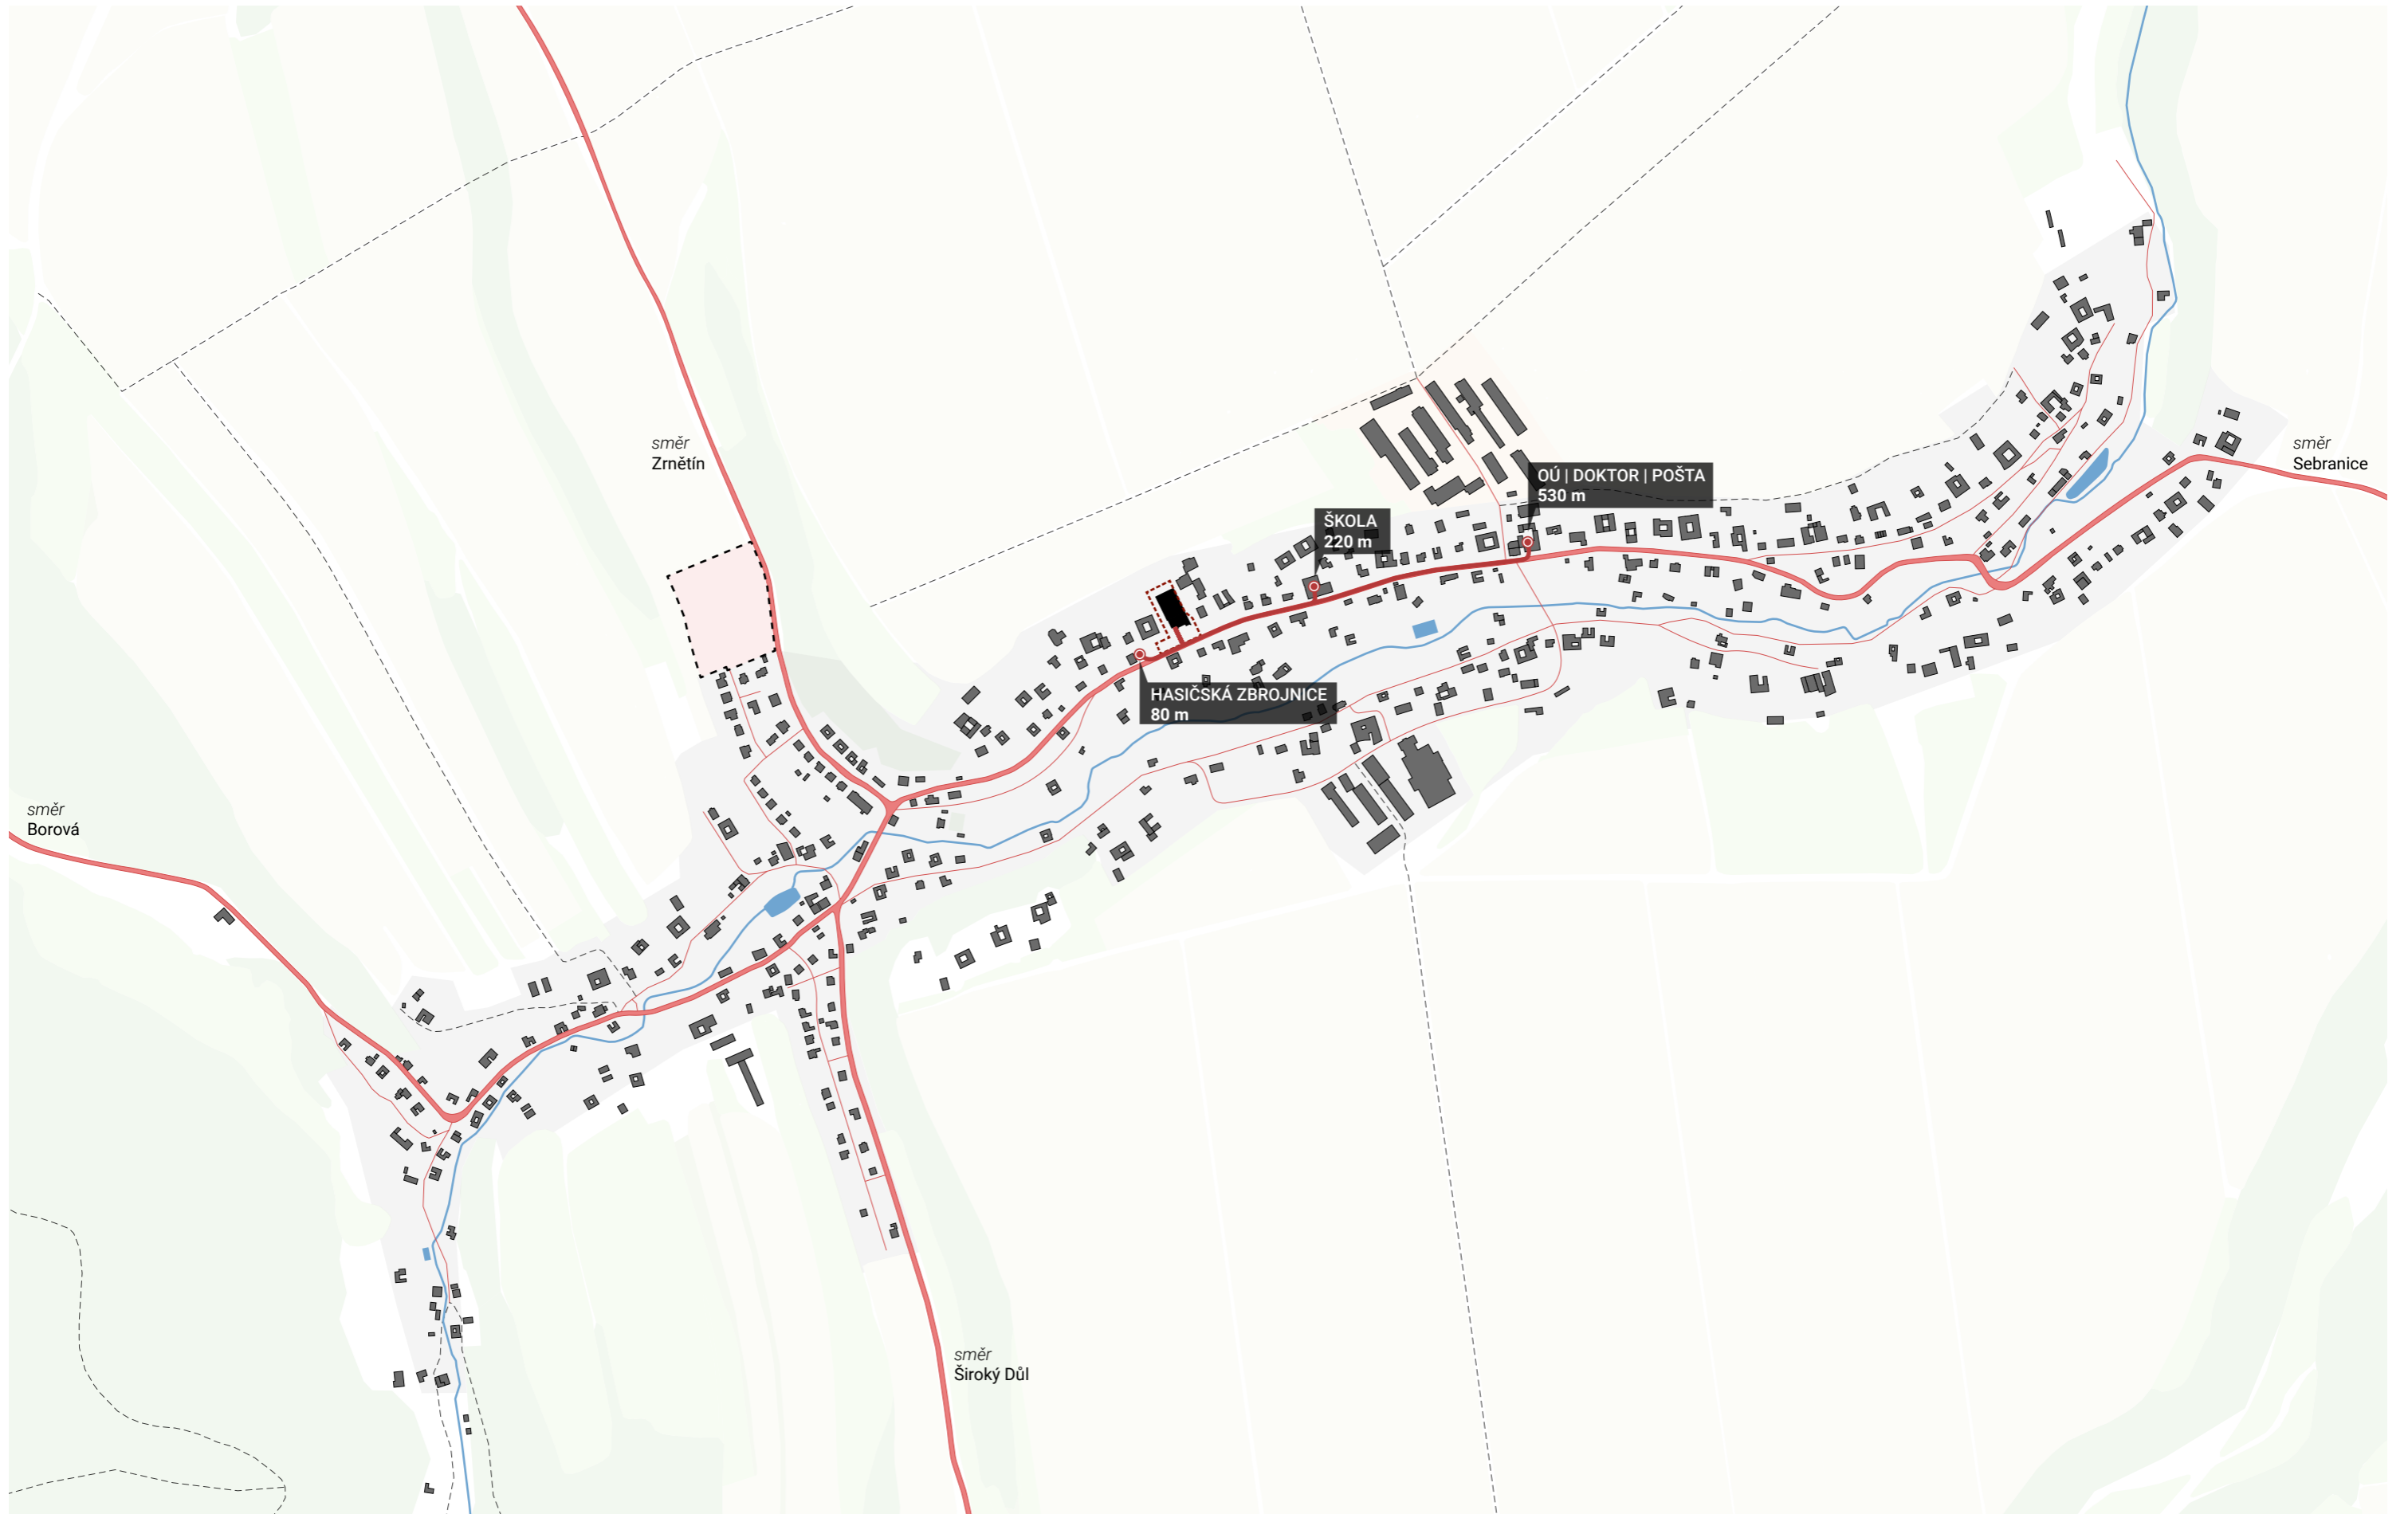 směr
Zrnětín
směr
Sebranice
OÚ | DOKTOR | POŠTA
530 m
ŠKOLA
220 m
HASIČSKÁ ZBROJNICE
80 m
směr
Borová
směr
Široký Důl